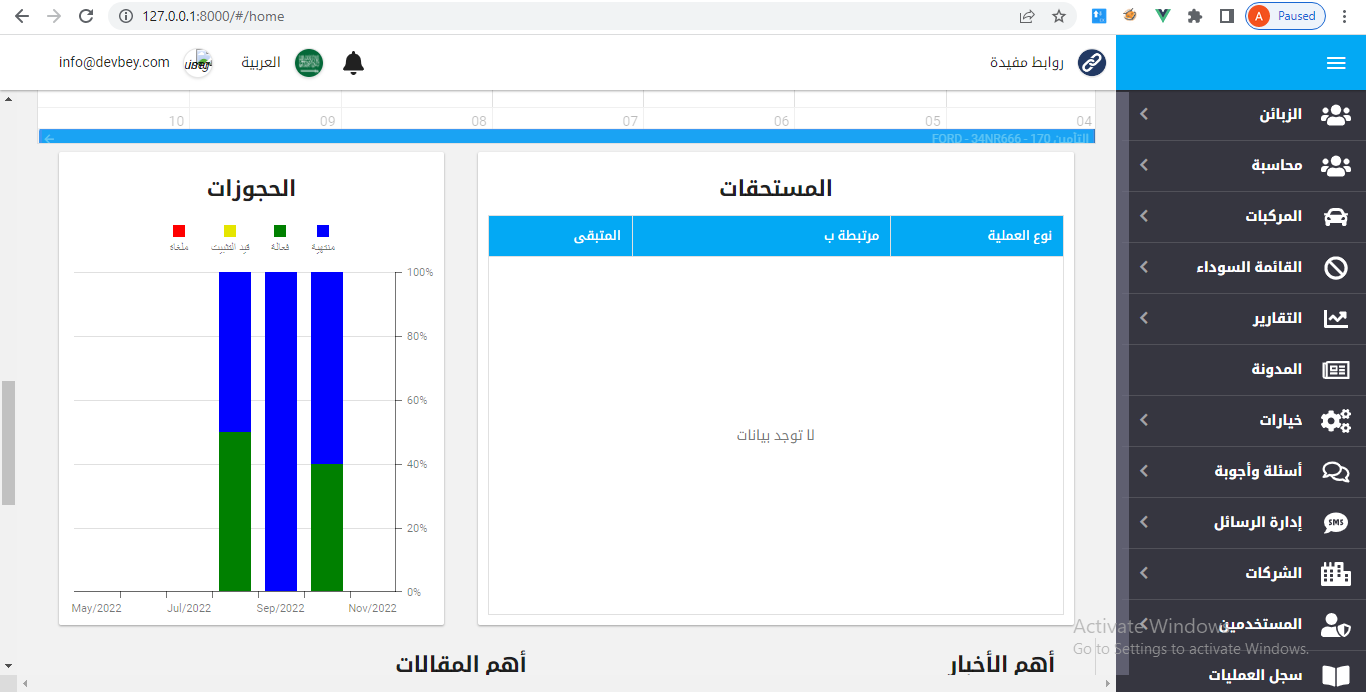 127.0.0.1:8000/#/home
A Paused
روابط مفيدة
العربية
info@devbey.com
الزبائن
محاسبة
المركبات
القائمة السوداء
التقارير
المدونة
خيارات
أسئلة وأجوبة
إدارة الرسائل
SMS
الشركات
المستخدمين
سجل العمليات
04 05 06 07 08 09 10
التأمين FORD - 34NR666 - 170
المستحقات
نوع العملية مرتبطة ب المتبقى
لا توجد بيانات
الحجوزات
منتهية فعالة قيد التثبيت ملغاة
100%
80%
60%
40%
20%
0%
May/2022 Jul/2022 Sep/2022 Nov/2022
أهم الأخبار
أهم المقالات
Activate Windows
Go to Settings to activate Windows.